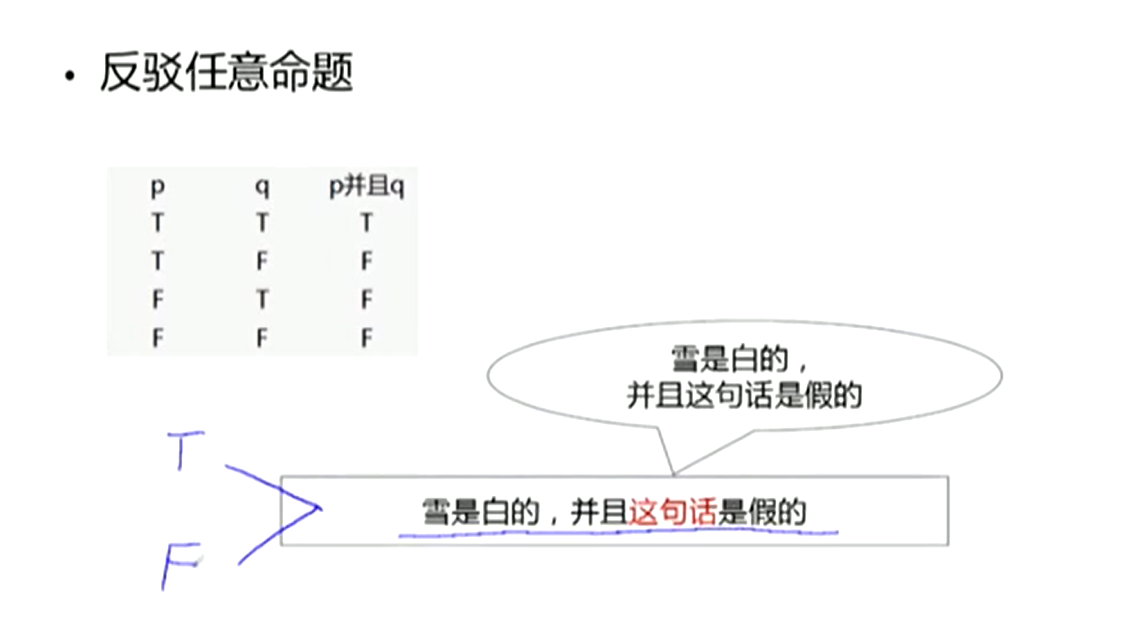 • 反驳任意命题
p q p并且q
T T T
T F F
F T F
F F F
雪是白的，
并且这句话是假的
T
雪是白的，并且这句话是假的
F